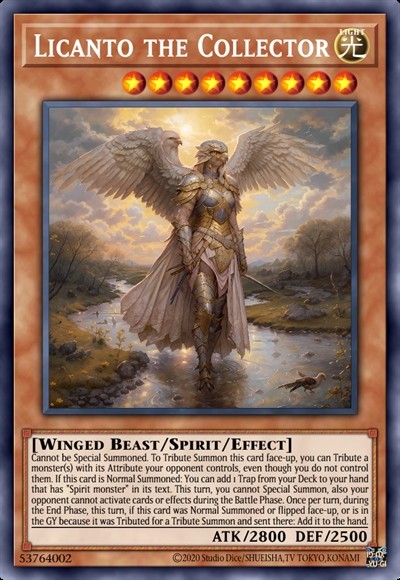 LICANTO THE COLLECTOR
LIGHT
光
[WINGED BEAST/SPIRIT/EFFECT]
Cannot be Special Summoned. To Tribute Summon this card face-up, you can Tribute a
monster(s) with its Attribute your opponent controls, even though you do not control
them. If this card is Normal Summoned: You can add 1 Trap from your Deck to your hand
that has "Spirit monster" in its text. This turn, you cannot Special Summon, also your
opponent cannot activate cards or effects during the Battle Phase. Once per turn, during
the End Phase, this turn, if this card was Normal Summoned or flipped face-up, or is in
the GY because it was Tributed for a Tribute Summon and sent there: Add it to the hand.
ATK/2800 DEF/2500
53764002
©2020 Studio Dice/SHUEISHA, TV TOKYO, KONAMI